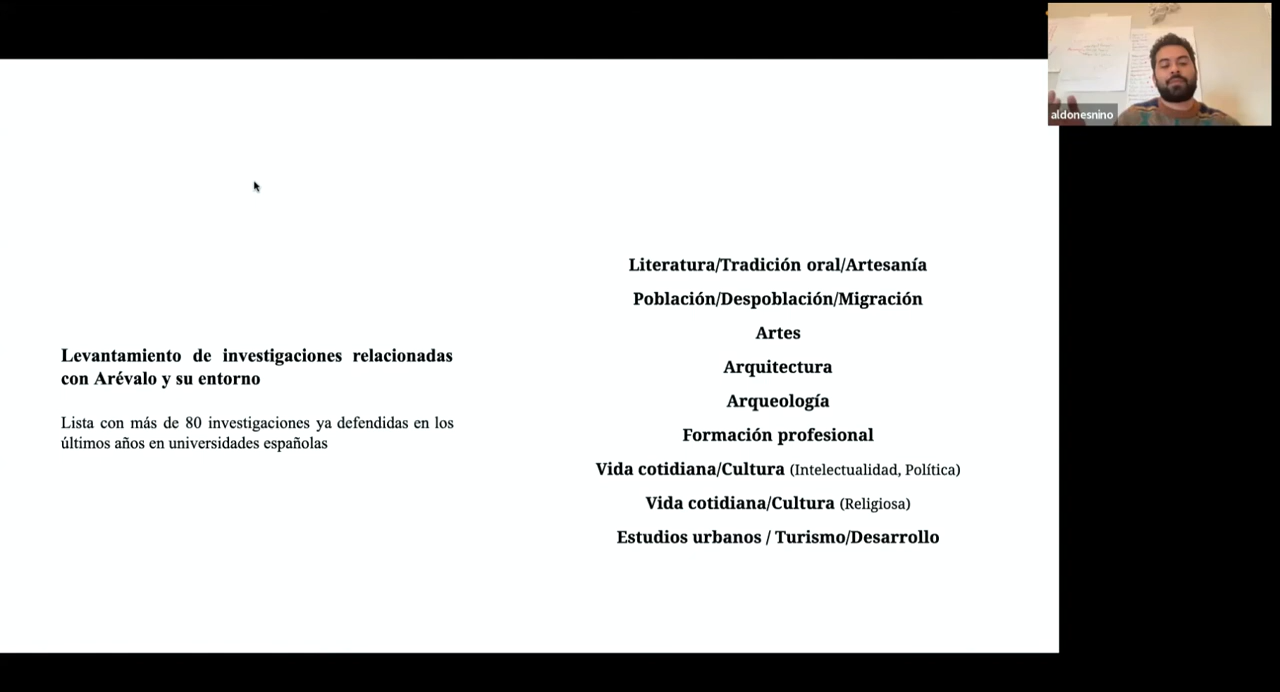 aldonesnino
Levantamiento de investigaciones relacionadas
con Arévalo y su entorno
Lista con más de 80 investigaciones ya defendidas en los
últimos años en universidades españolas
Literatura/Tradición oral/Artesanía
Población/Despoblación/Migración
Artes
Arquitectura
Arqueología
Formación profesional
Vida cotidiana/Cultura (Intelectualidad, Política)
Vida cotidiana/Cultura (Religiosa)
Estudios urbanos / Turismo/Desarrollo